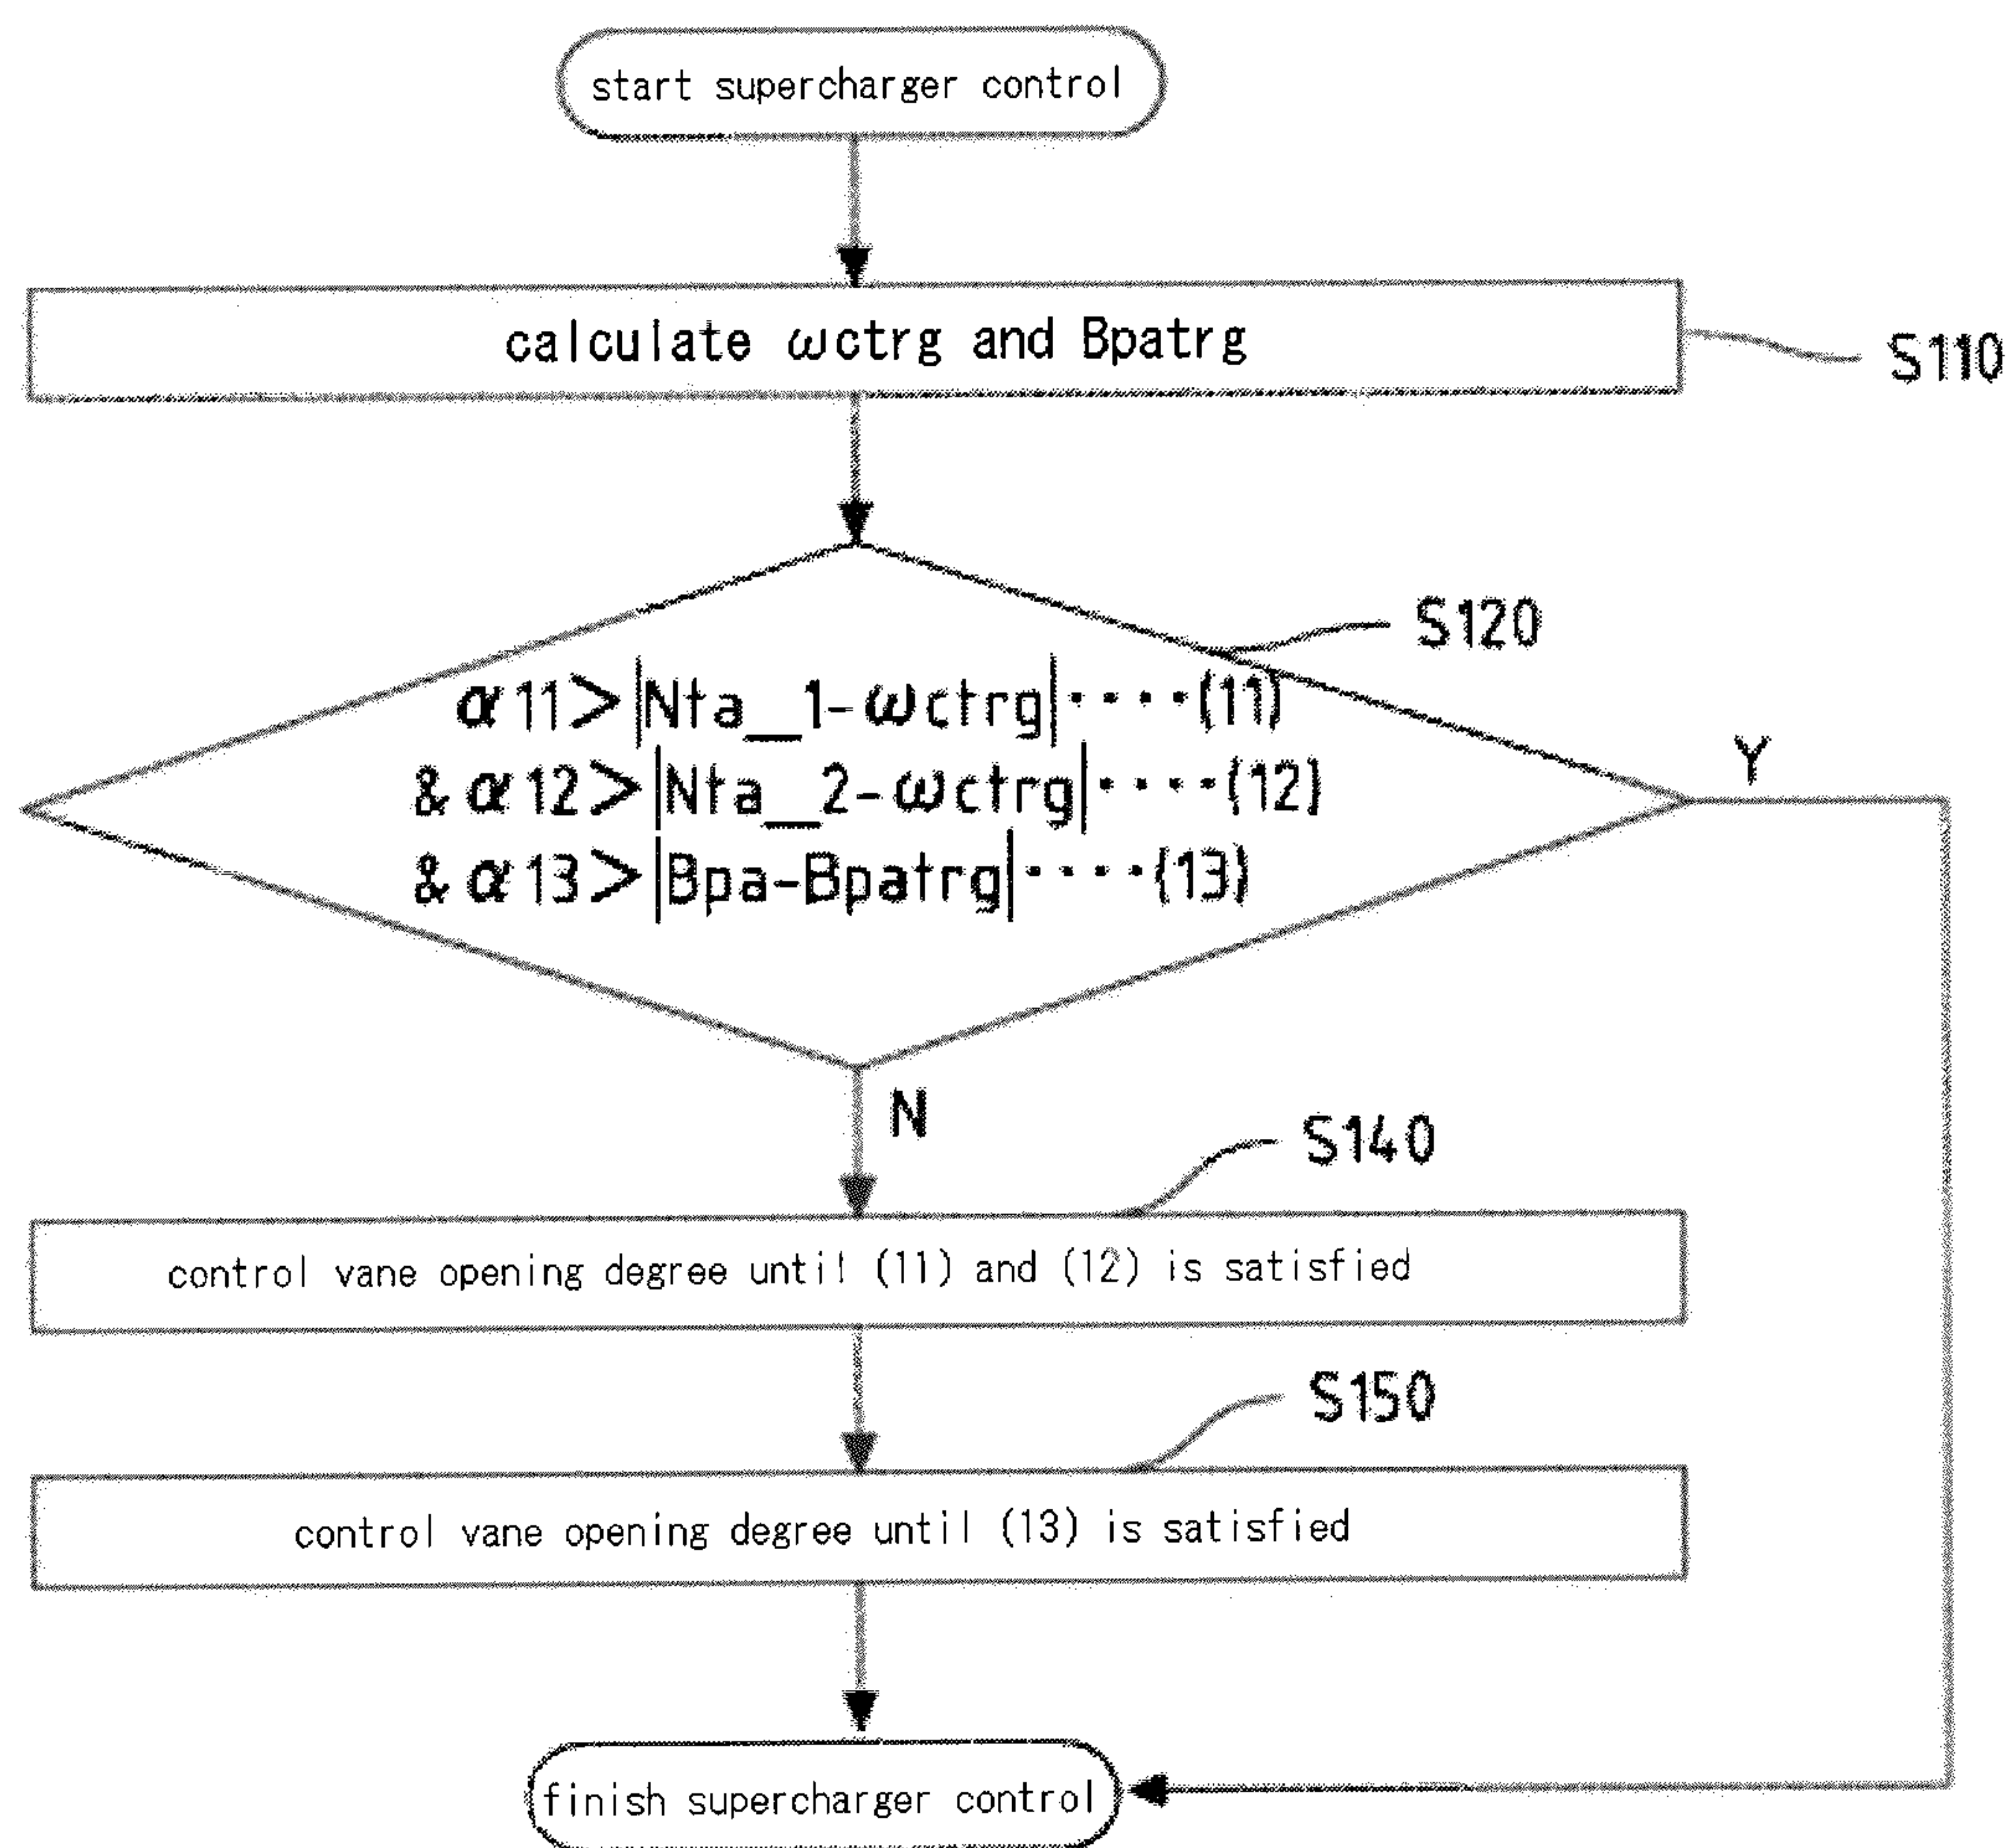 start supercharger control
calculate ωctrg and Bpatrg
S110
S120
α11>|Nta_1-ωctrg|····(11)
& α12>|Nta_2-ωctrg|····(12)
& α13>|Bpa-Bpatrg|····(13)
Y
N
S140
control vane opening degree until (11) and (12) is satisfied
S150
control vane opening degree until (13) is satisfied
finish supercharger control